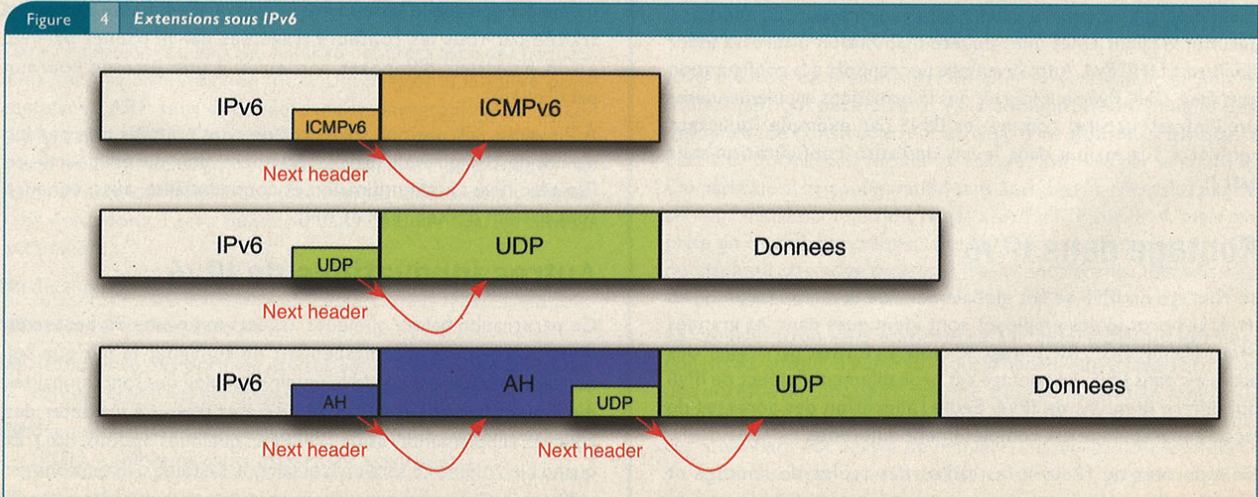 Figure 4 Extensions sous IPv6
IPv6 ICMPv6 ICMPv6
Next header
IPv6 UDP UDP Donnees
Next header
IPv6 AH AH UDP UDP Donnees
Next header Next header